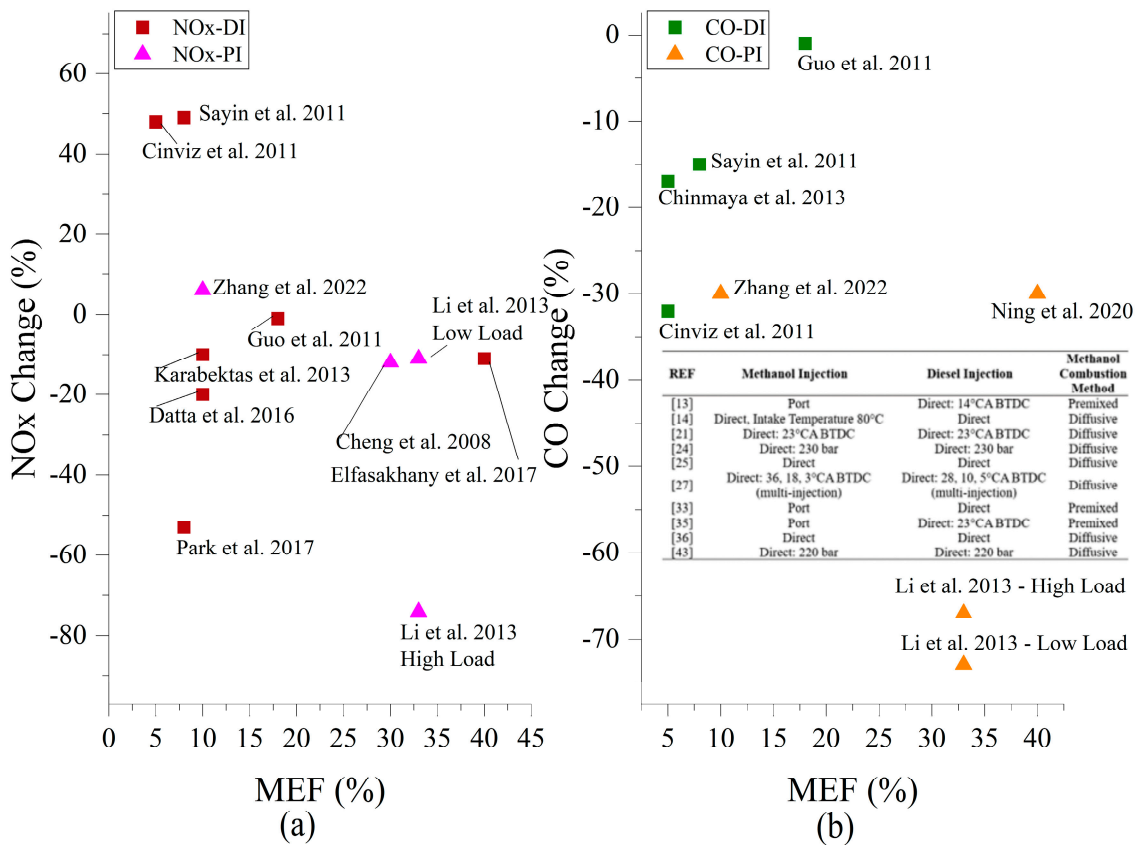 NOx-DI
NOx-PI
60
40
20
0
-20
-40
-60
-80
NOx Change (%)
Sayin et al. 2011
Cinviz et al. 2011
Zhang et al. 2022
Guo et al. 2011
Li et al. 2013
Low Load
Karabektas et al. 2013
Datta et al. 2016
Cheng et al. 2008
Elfasakhany et al. 2017
Park et al. 2017
Li et al. 2013
High Load
0 5 10 15 20 25 30 35 40 45
MEF (%)
(a)
CO-DI
CO-PI
0
-10
-20
-30
-40
-50
-60
-70
CO Change (%)
Guo et al. 2011
Sayin et al. 2011
Chinmaya et al. 2013
Zhang et al. 2022
Ning et al. 2020
Cinviz et al. 2011
REF Methanol Injection Diesel Injection Methanol Combustion Method
[13] Port Direct: 14°CA BTDC Premixed
[14] Direct, Intake Temperature 80°C Direct Diffusive
[21] Direct: 23°CA BTDC Direct: 23°CA BTDC Diffusive
[24] Direct: 230 bar Direct: 230 bar Diffusive
[25] Direct Direct Diffusive
[27] Direct: 36, 18, 3°CA BTDC (multi-injection) Direct: 28, 10, 5°CA BTDC (multi-injection) Diffusive
[33] Port Direct Premixed
[35] Port Direct: 23°CA BTDC Premixed
[36] Direct Direct Diffusive
[43] Direct: 220 bar Direct: 220 bar Diffusive
Li et al. 2013 - High Load
Li et al. 2013 - Low Load
5 10 15 20 25 30 35 40
MEF (%)
(b)